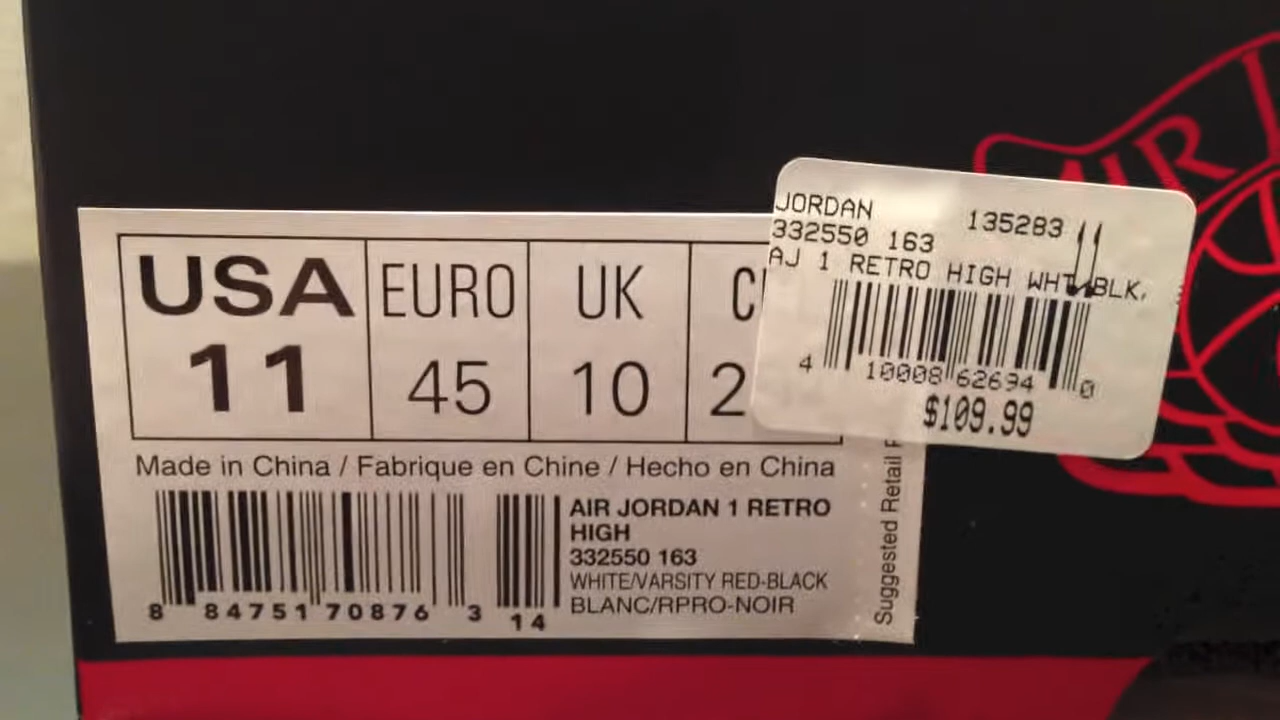 AIR
JORDAN 135283 11
332550 163
AJ 1 RETRO HIGH WHT/BLK,
4 10008 62694 0
$109.99
USA EURO UK
11 45 10
Made in China / Fabrique en Chine / Hecho en China
AIR JORDAN 1 RETRO
HIGH
332550 163
WHITE/VARSITY RED-BLACK
BLANC/RPRO-NOIR
8 84751 70876 3 14
Suggested Retail